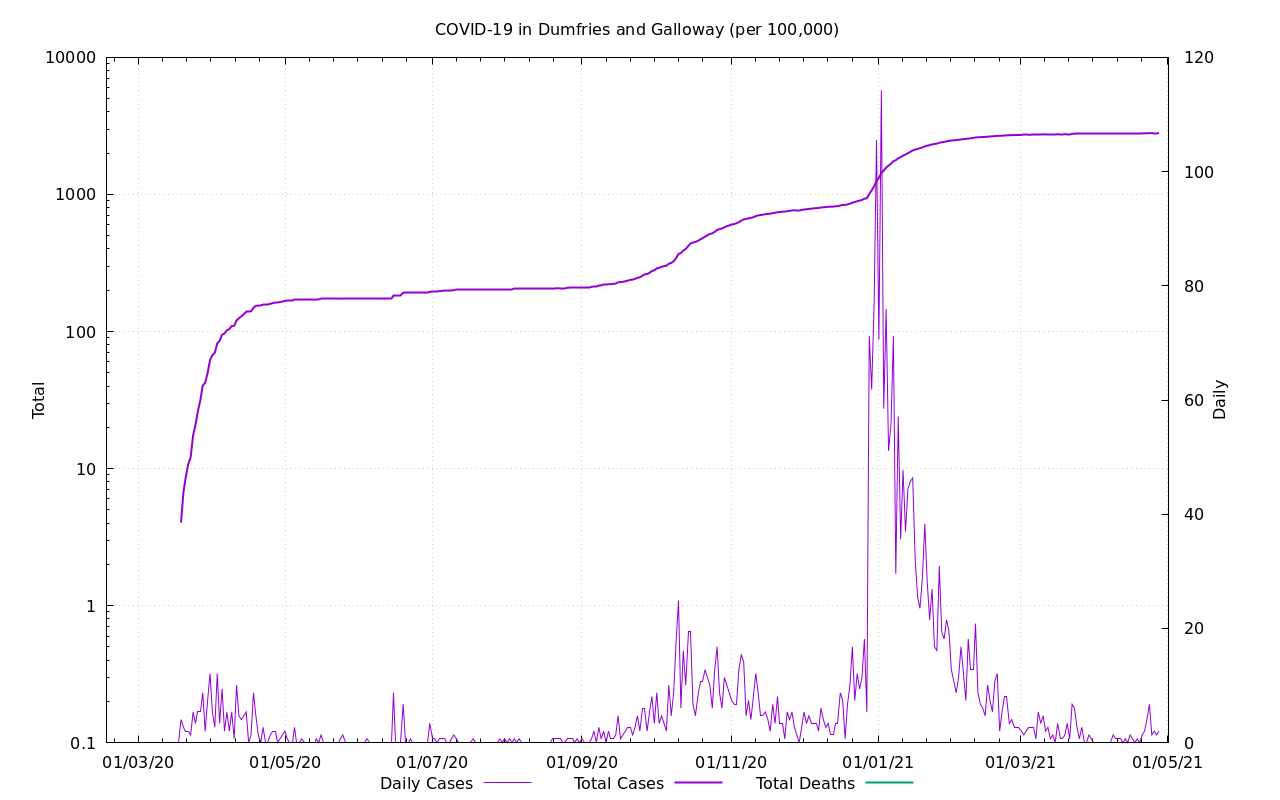 COVID-19 in Dumfries and Galloway (per 100,000)
10000
1000
100
10
1
0.1
Total
120
100
80
60
40
20
0
Daily
01/03/20 01/05/20 01/07/20 01/09/20 01/11/20 01/01/21 01/03/21 01/05/21
Daily Cases Total Cases Total Deaths